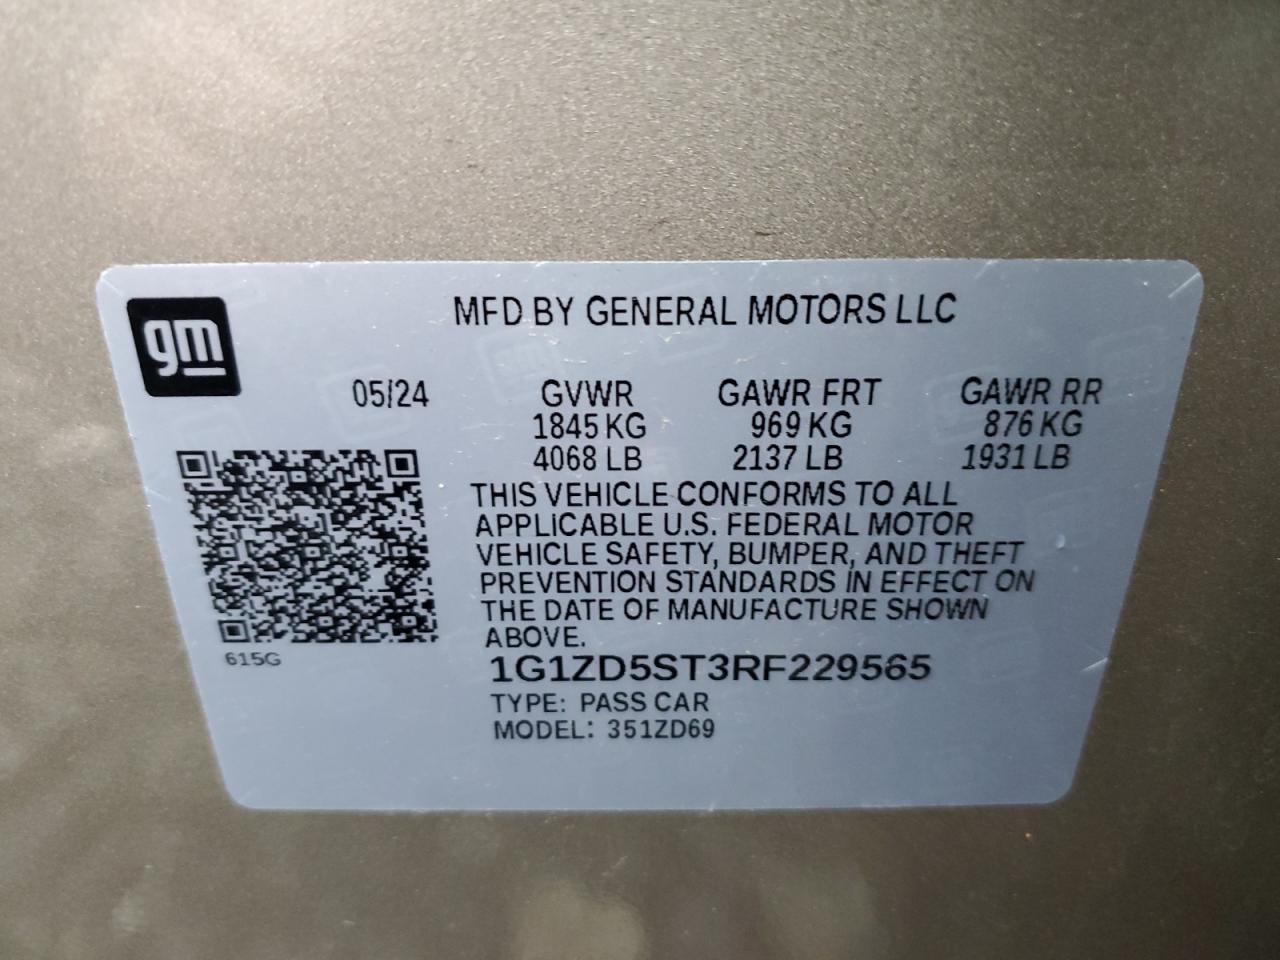 gm
MFD BY GENERAL MOTORS LLC
05/24 GVWR GAWR FRT GAWR RR
1845 KG 969 KG 876 KG
4068 LB 2137 LB 1931 LB
THIS VEHICLE CONFORMS TO ALL
APPLICABLE U.S. FEDERAL MOTOR
VEHICLE SAFETY, BUMPER, AND THEFT
PREVENTION STANDARDS IN EFFECT ON
THE DATE OF MANUFACTURE SHOWN
ABOVE.
615G
1G1ZD5ST3RF229565
TYPE: PASS CAR
MODEL: 351ZD69